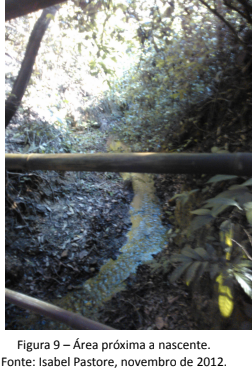 Figura 9 – Área próxima a nascente.
Fonte: Isabel Pastore, novembro de 2012.